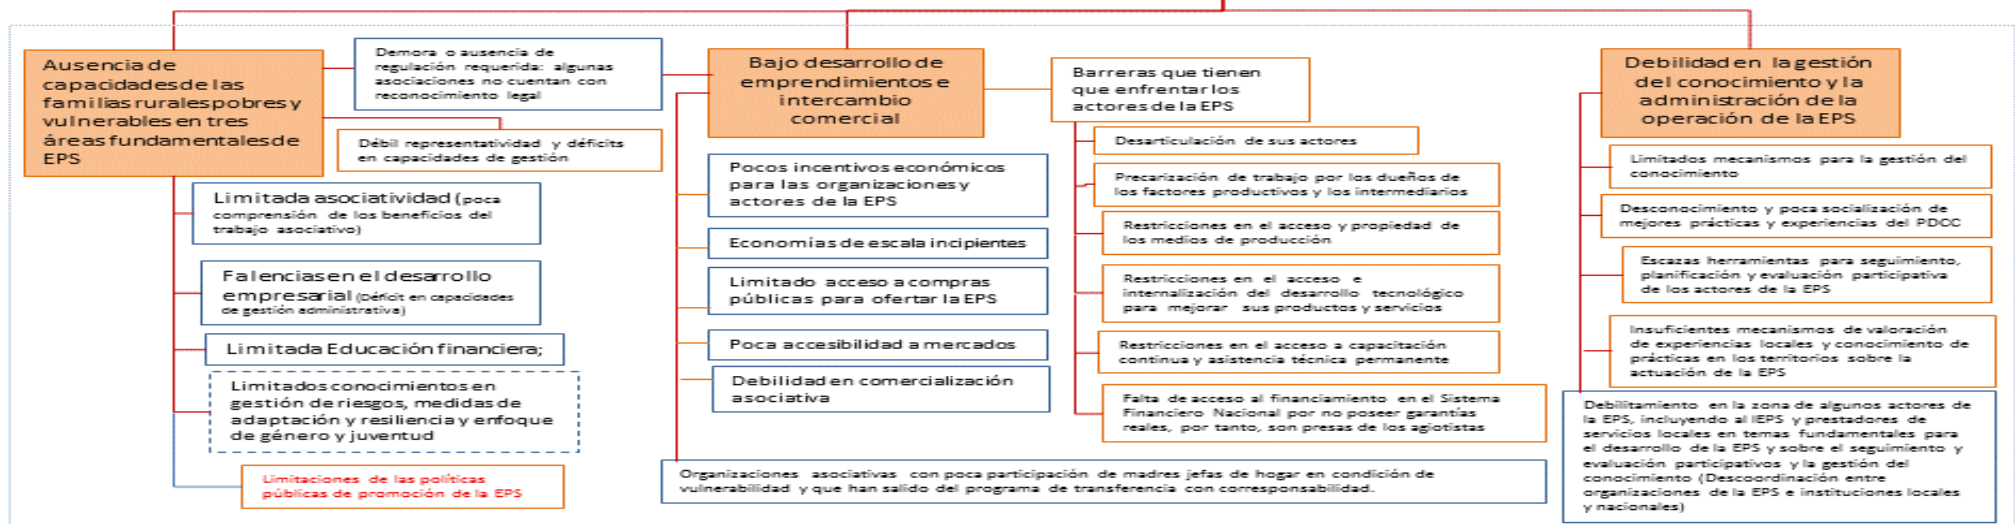 Ausencia de
capacidades de las
familias rurales pobres y
vulnerables en tres
áreas fundamentales de
EPS
Demora o ausencia de
regulación requerida: algunas
asociaciones no cuentan con
reconocimiento legal
Débil representatividad y déficits
en capacidades de gestión
Limitada asociatividad (poca
comprensión de los beneficios del
trabajo asociativo)
Falencias en el desarrollo
empresarial (Déficit en capacidades
de gestión administrativa)
Limitada Educación financiera;
Limitados conocimientos en
gestión de riesgos, medidas de
adaptación y resiliencia y enfoque
de género y juventud
Limitaciones de las políticas
públicas de promoción de la EPS
Bajo desarrollo de
emprendimientos e
intercambio
comercial
Pocos incentivos económicos
para las organizaciones y
actores de la EPS
Economías de escala incipientes
Limitado acceso a compras
públicas para ofertar la EPS
Poca accesibilidad a mercados
Debilidad en comercialización
asociativa
Barreras que tienen
que enfrentar los
actores de la EPS
Desarticulación de sus actores
Precarización de trabajo por los dueños de
los factores productivos y los intermediarios
Restricciones en el acceso y propiedad de
los medios de producción
Restricciones en el acceso e
internalización del desarrollo tecnológico
para mejorar sus productos y servicios
Restricciones en el acceso a capacitación
continua y asistencia técnica permanente
Falta de acceso al financiamiento en el Sistema
Financiero Nacional por no poseer garantías
reales, por tanto, son presas de los agiotistas
Organizaciones asociativas con poca participación de madres jefas de hogar en condición de
vulnerabilidad y que han salido del programa de transferencia con corresponsabilidad.
Debilidad en la gestión
del conocimiento y la
administración de la
operación de la EPS
Limitados mecanismos para la gestión del
conocimiento
Desconocimiento y poca socialización de
mejores prácticas y experiencias del PDCC
Escazas herramientas para seguimiento,
planificación y evaluación participativa
de los actores de la EPS
Insuficientes mecanismos de valoración
de experiencias locales y conocimiento de
prácticas en los territorios sobre la
actuación de la EPS
Debilitamiento en la zona de algunos actores de
la EPS, incluyendo al IEPS y prestadores de
servicios locales en temas fundamentales para
el desarrollo de la EPS y sobre el seguimiento y
evaluación participativos y la gestión del
conocimiento (Descoordinación entre
organizaciones de la EPS e instituciones locales
y nacionales)